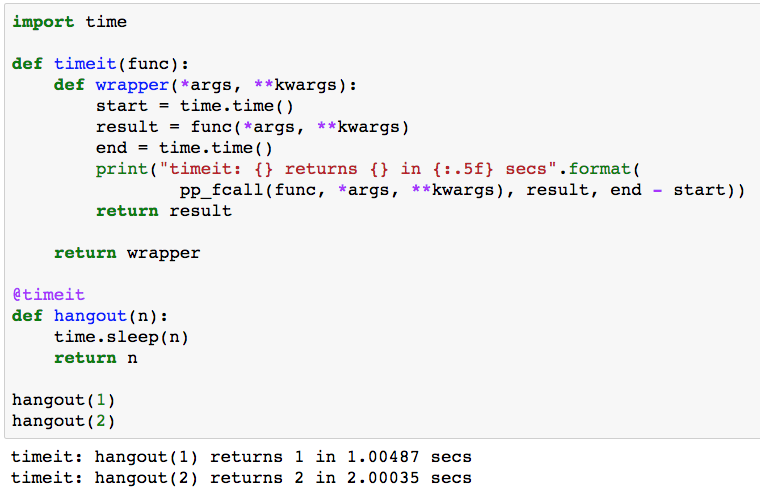 import time

def timeit(func):
    def wrapper(*args, **kwargs):
        start = time.time()
        result = func(*args, **kwargs)
        end = time.time()
        print("timeit: {} returns {} in {:.5f} secs".format(
                pp_fcall(func, *args, **kwargs), result, end - start))
        return result

    return wrapper

@timeit
def hangout(n):
    time.sleep(n)
    return n

hangout(1)
hangout(2)
timeit: hangout(1) returns 1 in 1.00487 secs
timeit: hangout(2) returns 2 in 2.00035 secs